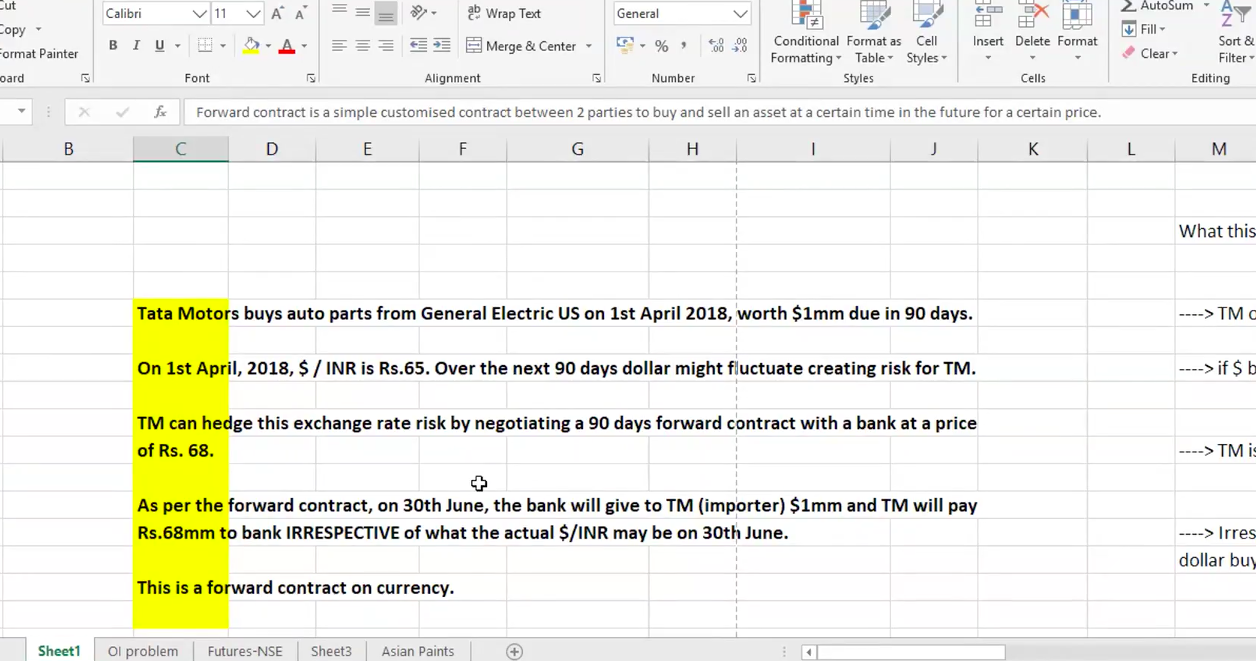 Cut
Copy
Format Painter
Calibri 11 A A
B I U A
Font
Wrap Text
Merge & Center
Alignment
General
% ,
Number
Conditional Formatting
Format as Table
Cell Styles
Styles
Insert Delete Format
Cells
AutoSum
Fill
Clear
Sort &
Filter
Editing
fx Forward contract is a simple customised contract between 2 parties to buy and sell an asset at a certain time in the future for a certain price.
B C D E F G H I J K L M
What this
Tata Motors buys auto parts from General Electric US on 1st April 2018, worth $1mm due in 90 days.
----> TM
On 1st April, 2018, $ / INR is Rs.65. Over the next 90 days dollar might fluctuate creating risk for TM.
----> if $
TM can hedge this exchange rate risk by negotiating a 90 days forward contract with a bank at a price
of Rs. 68.
----> TM is
As per the forward contract, on 30th June, the bank will give to TM (importer) $1mm and TM will pay
Rs.68mm to bank IRRESPECTIVE of what the actual $/INR may be on 30th June.
----> Irres
dollar buy
This is a forward contract on currency.
Sheet1 OI problem Futures-NSE Sheet3 Asian Paints